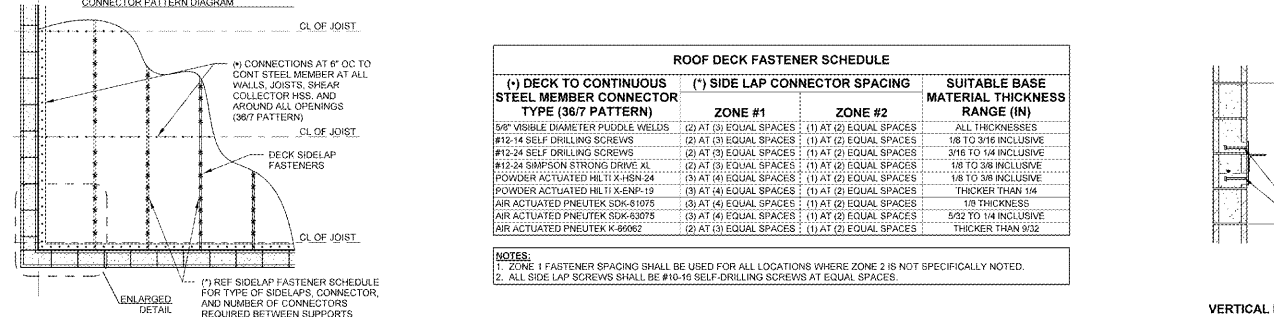 CONNECTOR PATTERN DIAGRAM
CL OF JOIST
(•) CONNECTIONS AT 6" OC TO
CONT STEEL MEMBER AT ALL
WALLS, JOISTS, SHEAR
COLLECTOR HSS, AND
AROUND ALL OPENINGS
(36/7 PATTERN)
CL OF JOIST
DECK SIDELAP
FASTENERS
CL OF JOIST
(*) REF SIDELAP FASTENER SCHEDULE
FOR TYPE OF SIDELAPS, CONNECTOR,
AND NUMBER OF CONNECTORS
REQUIRED BETWEEN SUPPORTS
ENLARGED
DETAIL
ROOF DECK FASTENER SCHEDULE
(•) DECK TO CONTINUOUS STEEL MEMBER CONNECTOR TYPE (36/7 PATTERN) (*) SIDE LAP CONNECTOR SPACING SUITABLE BASE MATERIAL THICKNESS RANGE (IN)
ZONE #1 ZONE #2
5/8" VISIBLE DIAMETER PUDDLE WELDS (2) AT (3) EQUAL SPACES (1) AT (2) EQUAL SPACES ALL THICKNESSES
#12-14 SELF DRILLING SCREWS (2) AT (3) EQUAL SPACES (1) AT (2) EQUAL SPACES 1/8 TO 3/16 INCLUSIVE
#12-24 SELF DRILLING SCREWS (2) AT (3) EQUAL SPACES (1) AT (2) EQUAL SPACES 3/16 TO 1/4 INCLUSIVE
#12-24 SIMPSON STRONG DRIVE XL (2) AT (3) EQUAL SPACES (1) AT (2) EQUAL SPACES 1/8 TO 3/8 INCLUSIVE
POWDER ACTUATED HILTI X-HSN-24 (3) AT (4) EQUAL SPACES (1) AT (2) EQUAL SPACES 1/8 TO 3/8 INCLUSIVE
POWDER ACTUATED HILTI X-ENP-19 (3) AT (4) EQUAL SPACES (1) AT (2) EQUAL SPACES THICKER THAN 1/4
AIR ACTUATED PNEUTEK SDK-61075 (3) AT (4) EQUAL SPACES (1) AT (2) EQUAL SPACES 1/8 THICKNESS
AIR ACTUATED PNEUTEK SDK-63075 (3) AT (4) EQUAL SPACES (1) AT (2) EQUAL SPACES 5/32 TO 1/4 INCLUSIVE
AIR ACTUATED PNEUTEK K-66062 (2) AT (3) EQUAL SPACES (1) AT (2) EQUAL SPACES THICKER THAN 9/32
NOTES:
1. ZONE 1 FASTENER SPACING SHALL BE USED FOR ALL LOCATIONS WHERE ZONE 2 IS NOT SPECIFICALLY NOTED.
2. ALL SIDE LAP SCREWS SHALL BE #10-16 SELF-DRILLING SCREWS AT EQUAL SPACES.
VERTICAL